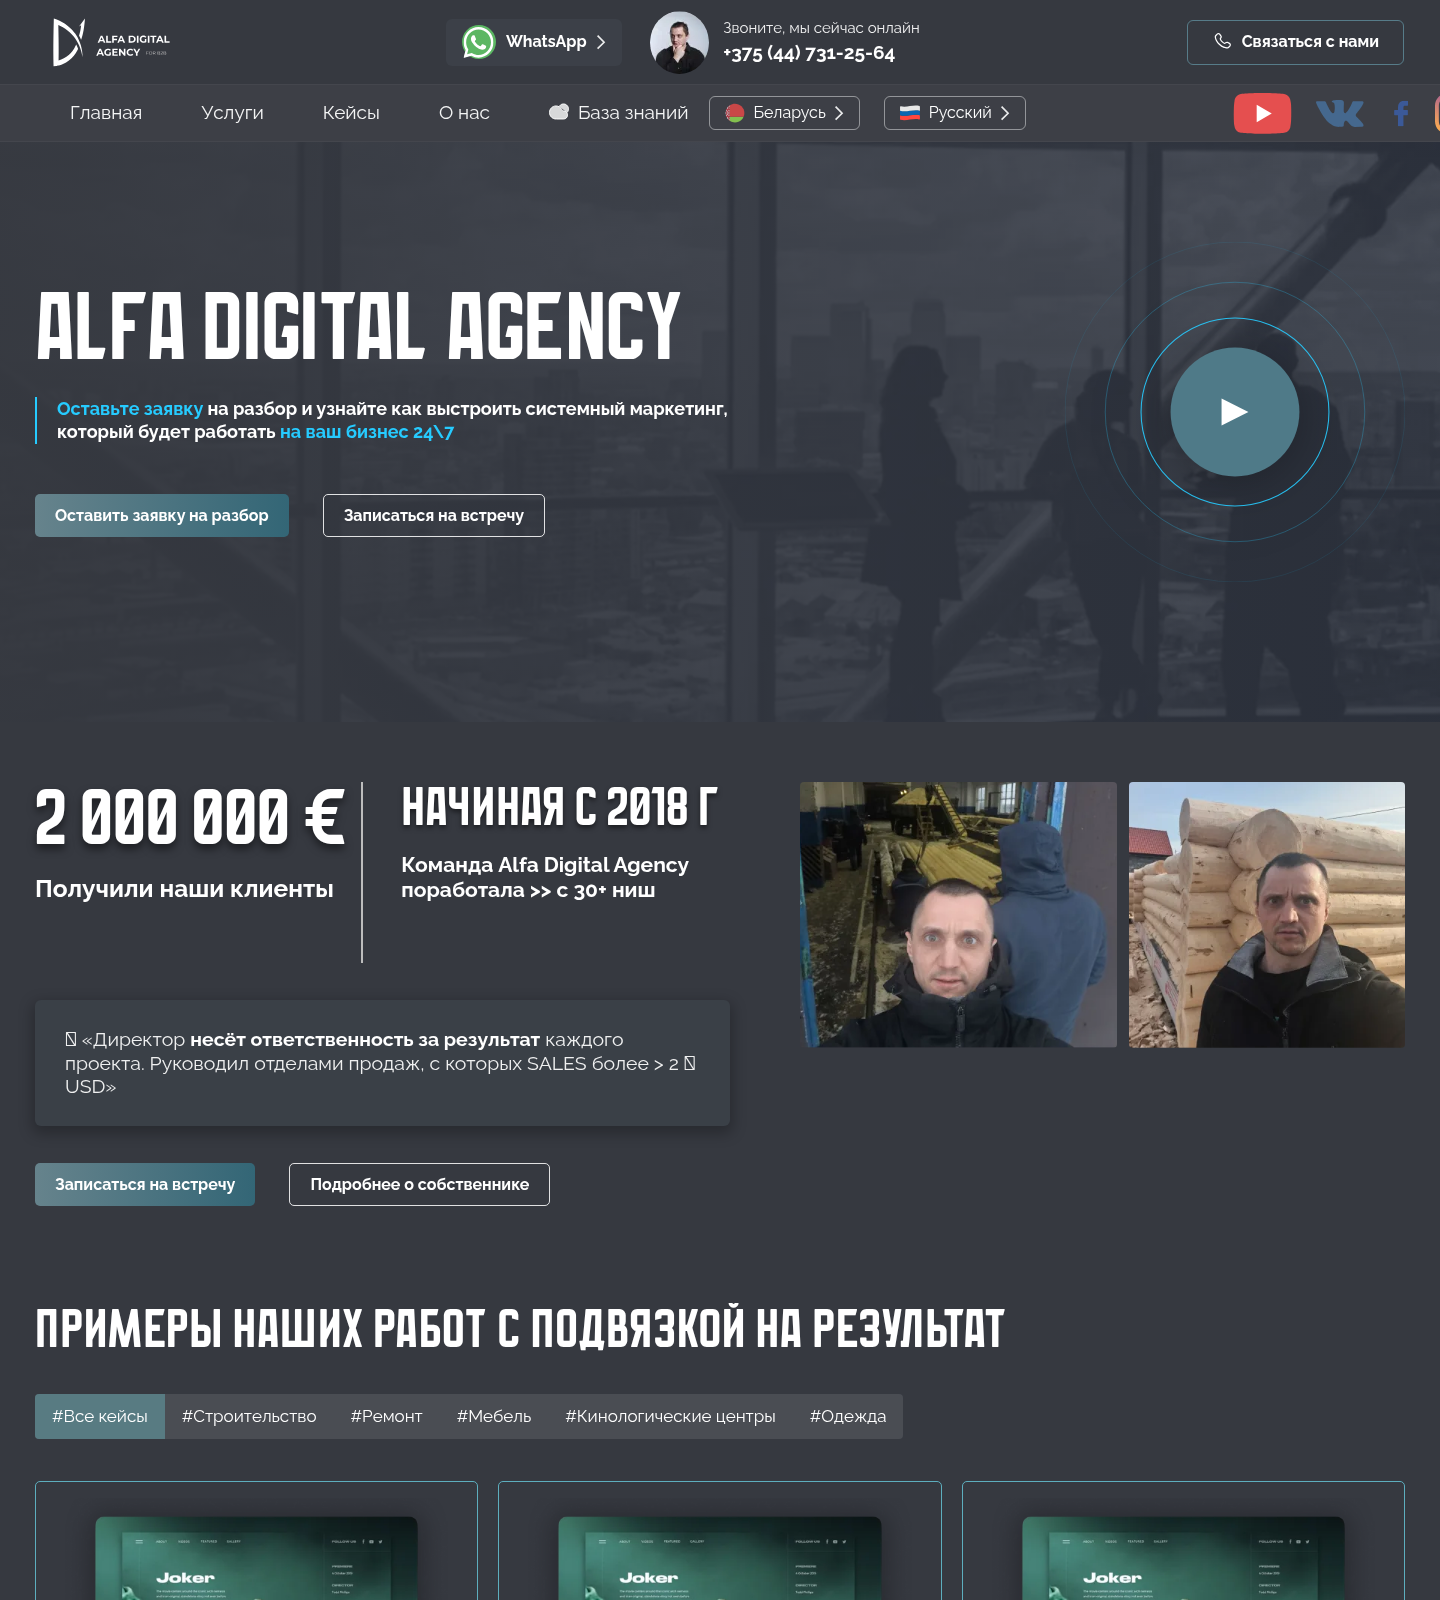 ALFA DIGITAL
AGENCY FOR B2B
WhatsApp
Звоните, мы сейчас онлайн
+375 (44) 731-25-64
Связаться с нами
Главная
Услуги
Кейсы
О нас
База знаний
Беларусь
Русский
ALFA DIGITAL AGENCY
Оставьте заявку на разбор и узнайте как выстроить системный маркетинг,
который будет работать на ваш бизнес 24\7
Оставить заявку на разбор
Записаться на встречу
2 000 000 €
Получили наши клиенты
НАЧИНАЯ С 2018 Г
Команда Alfa Digital Agency
поработала >> с 30+ ниш
«Директор несёт ответственность за результат каждого
проекта. Руководил отделами продаж, с которых SALES более > 2
USD»
Записаться на встречу
Подробнее о собственнике
ПРИМЕРЫ НАШИХ РАБОТ С ПОДВЯЗКОЙ НА РЕЗУЛЬТАТ
#Все кейсы
#Строительство
#Ремонт
#Мебель
#Кинологические центры
#Одежда
Joker
Joker
Joker